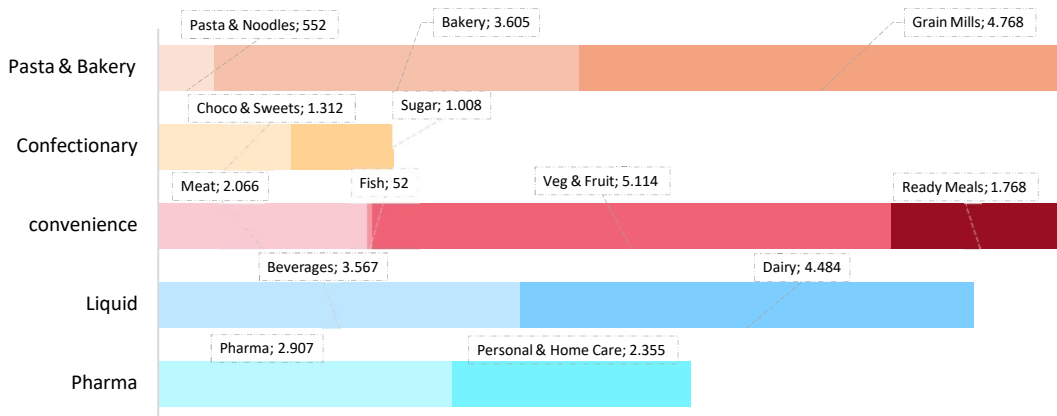 Pasta & Noodles; 552
Bakery; 3.605
Grain Mills; 4.768
Pasta & Bakery
Choco & Sweets; 1.312
Sugar; 1.008
Confectionary
Meat; 2.066
Fish; 52
Veg & Fruit; 5.114
Ready Meals; 1.768
convenience
Beverages; 3.567
Dairy; 4.484
Liquid
Pharma; 2.907
Personal & Home Care; 2.355
Pharma